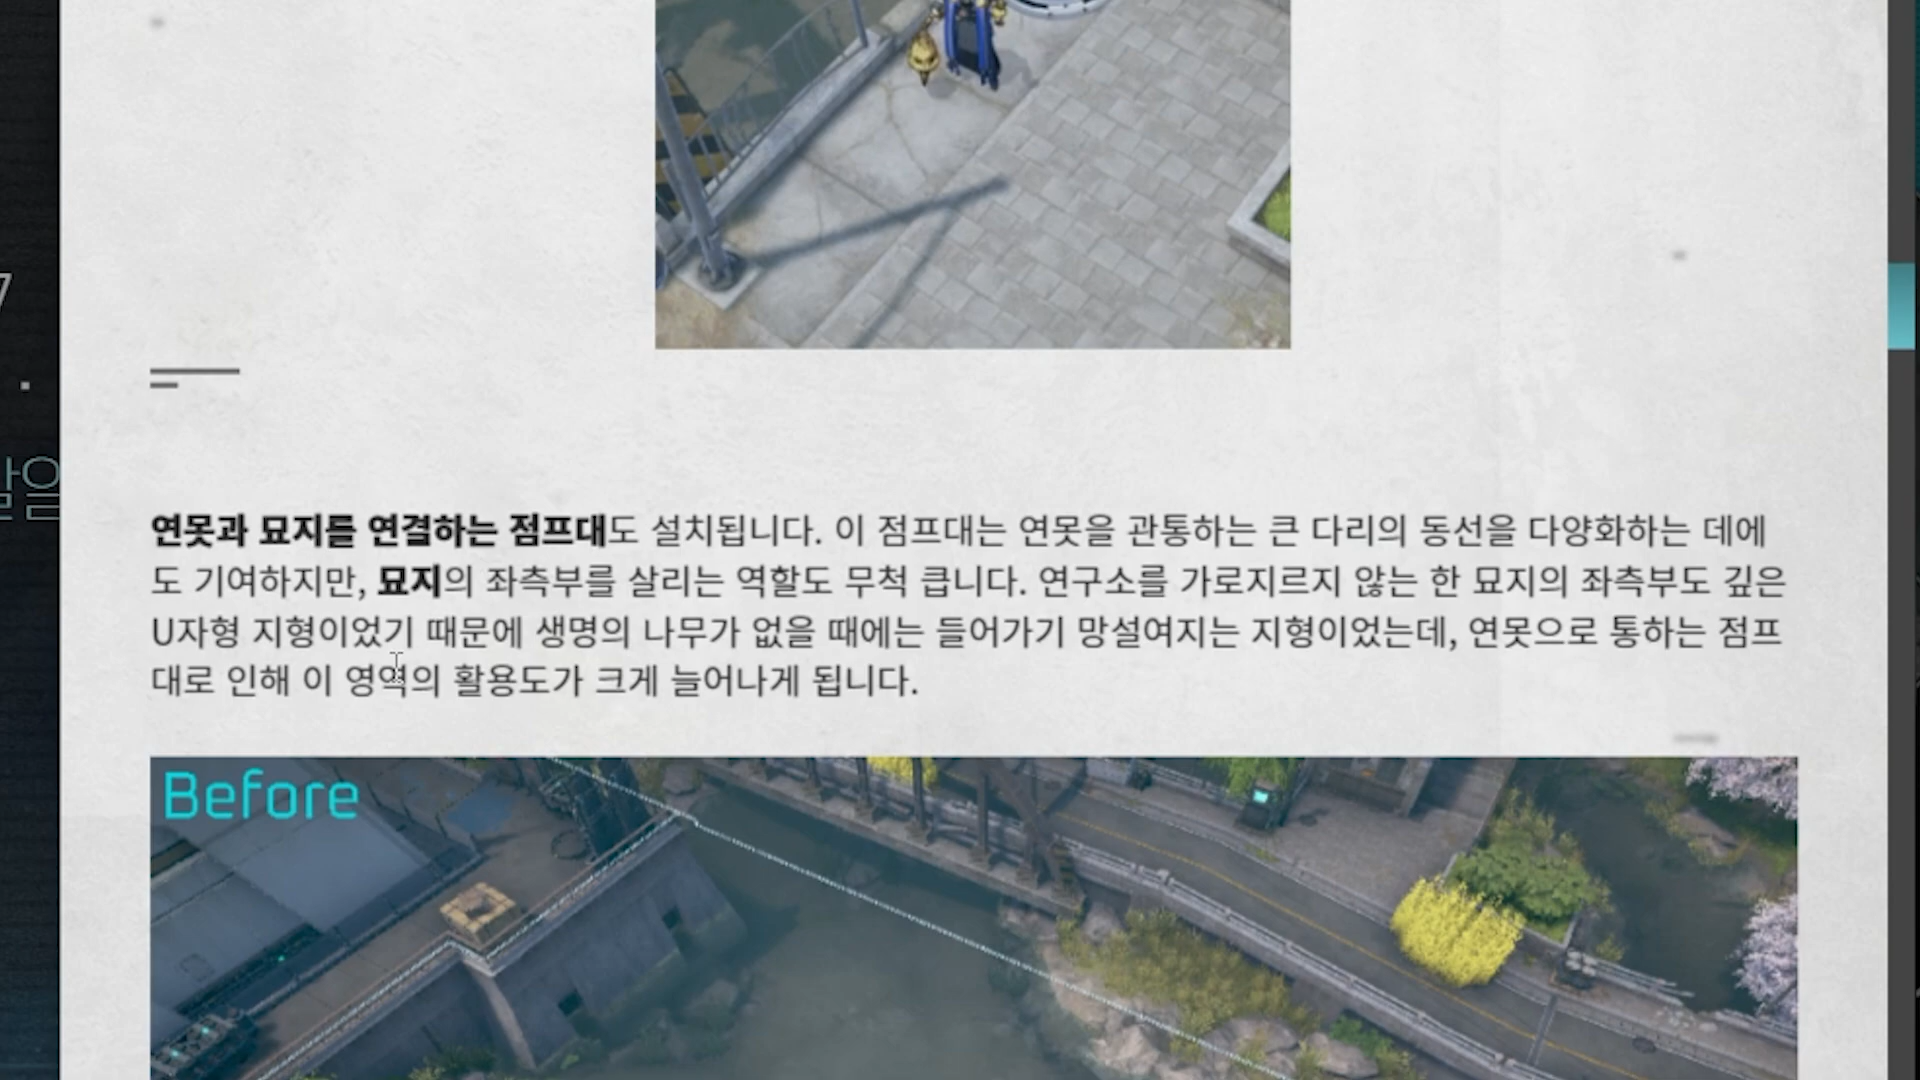 7
.
연못과 묘지를 연결하는 점프대도 설치됩니다. 이 점프대는 연못을 관통하는 큰 다리의 동선을 다양화하는 데에
도 기여하지만, 묘지의 좌측부를 살리는 역할도 무척 큽니다. 연구소를 가로지르지 않는 한 묘지의 좌측부도 깊은
U자형 지형이었기 때문에 생명의 나무가 없을 때에는 들어가기 망설여지는 지형이었는데, 연못으로 통하는 점프
대로 인해 이 영역의 활용도가 크게 늘어나게 됩니다.
Before